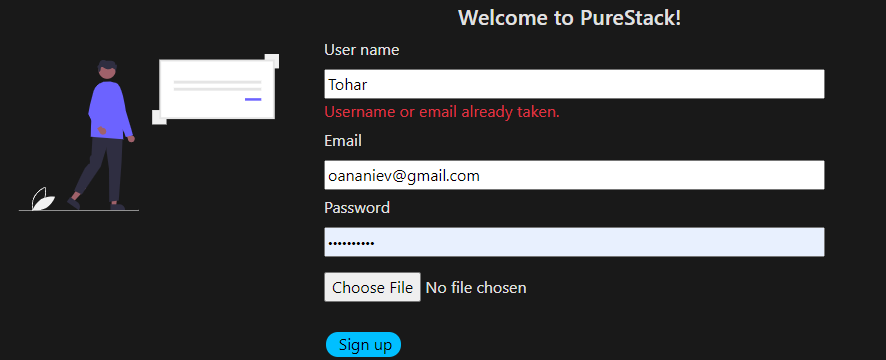 Welcome to PureStack!
User name
Tohar
Username or email already taken.
Email
oananiev@gmail.com
Password
••••••••••
Choose File No file chosen
Sign up